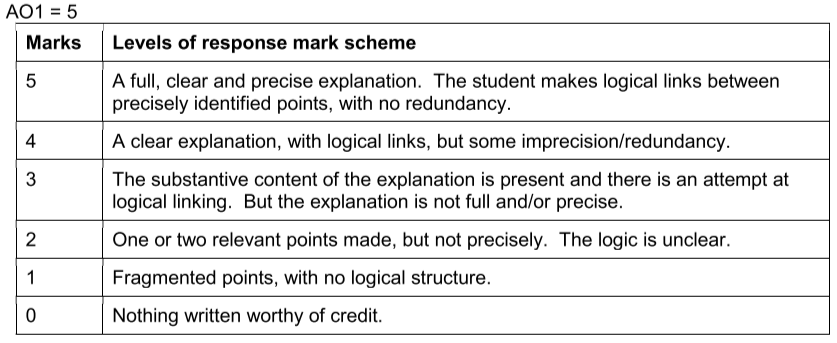 AO1 = 5
Marks Levels of response mark scheme
5 A full, clear and precise explanation. The student makes logical links between
precisely identified points, with no redundancy.
4 A clear explanation, with logical links, but some imprecision/redundancy.
3 The substantive content of the explanation is present and there is an attempt at
logical linking. But the explanation is not full and/or precise.
2 One or two relevant points made, but not precisely. The logic is unclear.
1 Fragmented points, with no logical structure.
0 Nothing written worthy of credit.